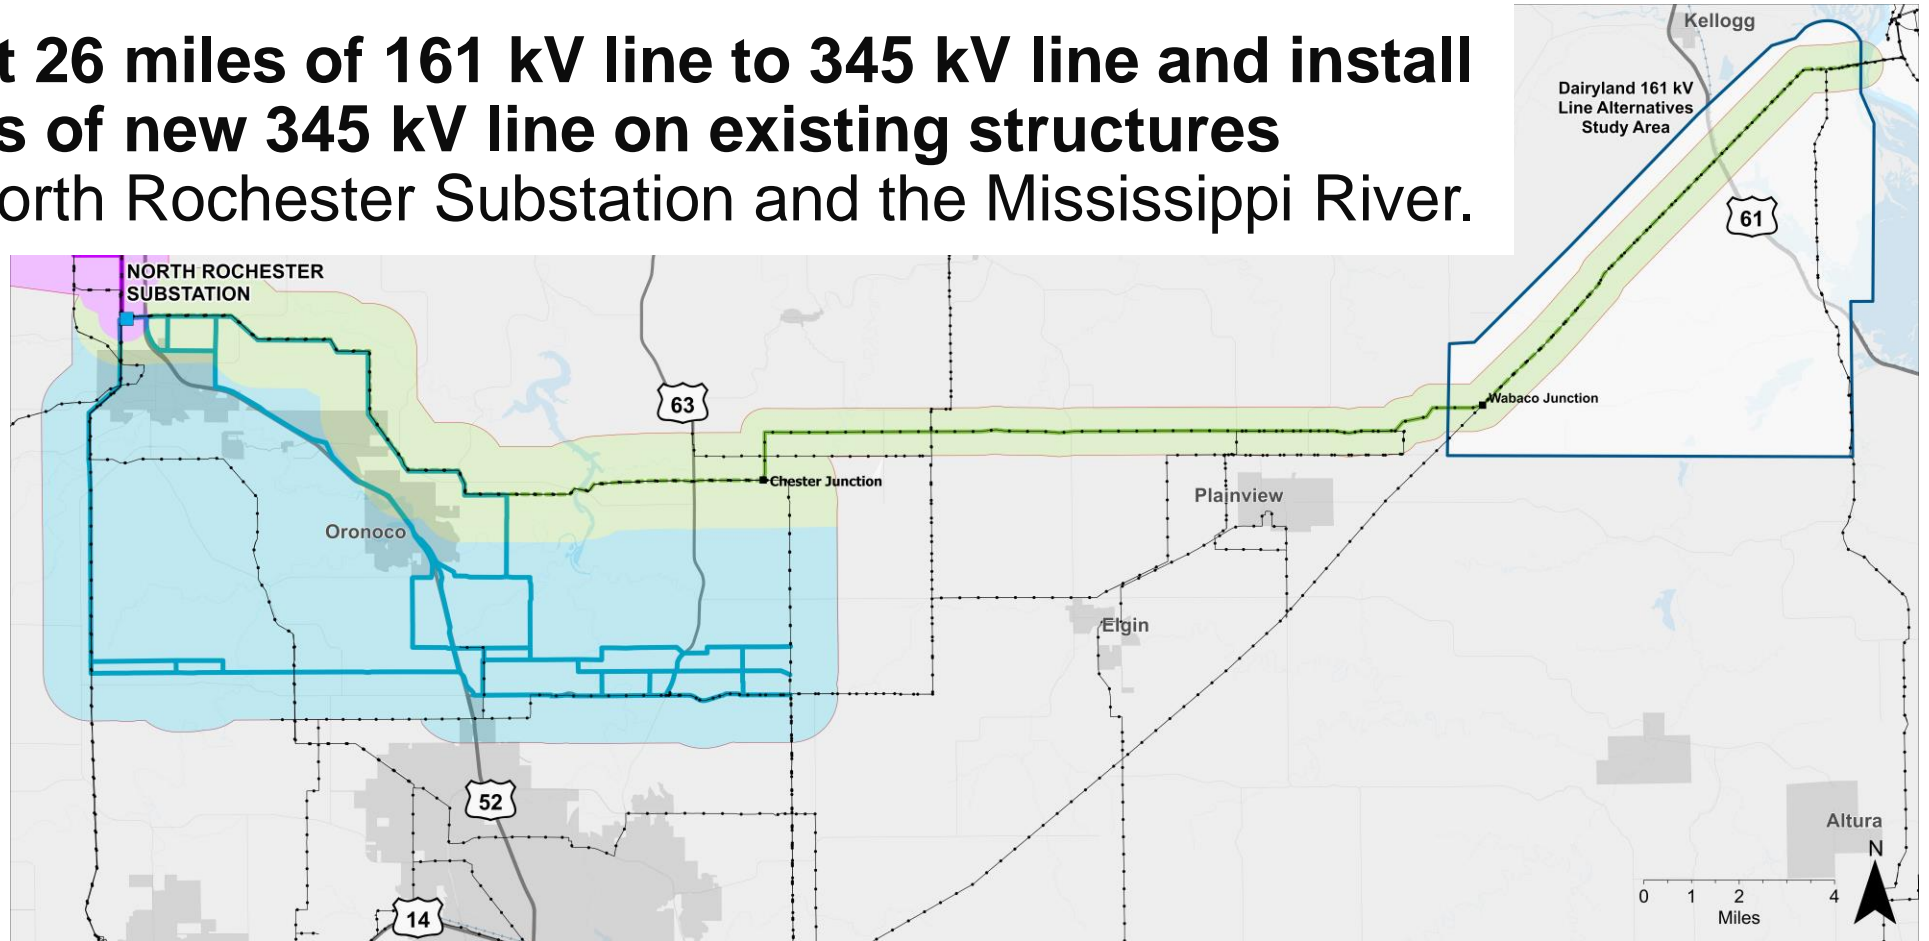 t 26 miles of 161 kV line to 345 kV line and install
s of new 345 kV line on existing structures
orth Rochester Substation and the Mississippi River.
Kellogg
Dairyland 161 kV
Line Alternatives
Study Area
61
NORTH ROCHESTER
SUBSTATION
63
Wabaco Junction
Chester Junction
Plainview
Oronoco
Elgin
52
Altura
N
0 1 2 4
Miles
14